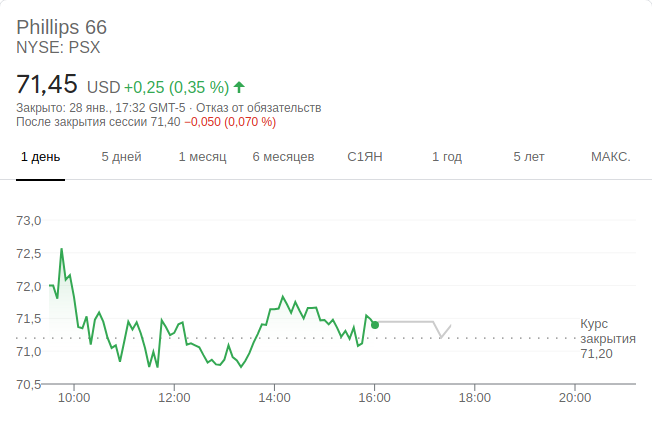 Phillips 66
NYSE: PSX
71,45 USD +0,25 (0,35 %)
Закрыто: 28 янв., 17:32 GMT-5 · Отказ от обязательств
После закрытия сессии 71,40 −0,050 (0,070 %)
1 день 5 дней 1 месяц 6 месяцев С1ЯН 1 год 5 лет МАКС.
73,0
72,5
72,0
71,5
71,0
70,5
Курс
закрытия
71,20
10:00 12:00 14:00 16:00 18:00 20:00